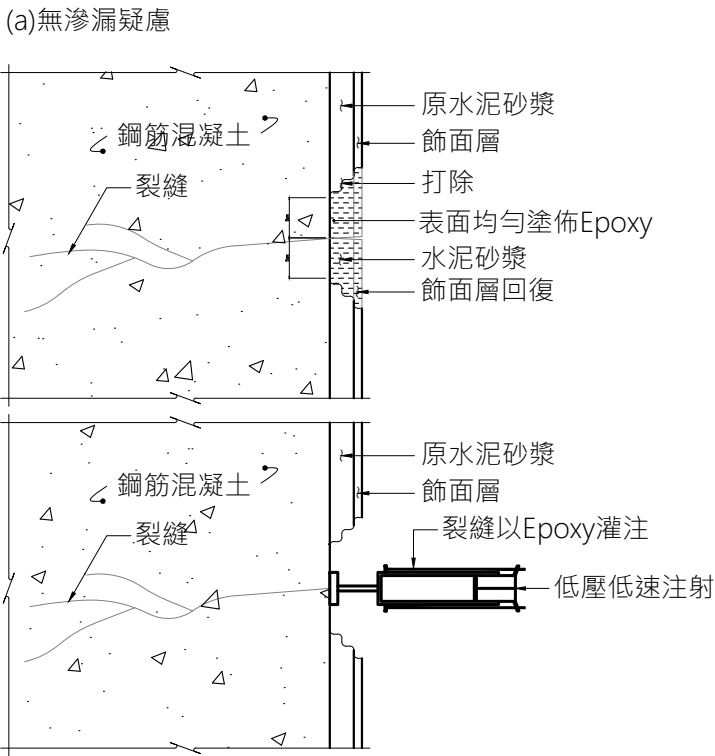 (a)無滲漏疑慮
原水泥砂漿
鋼筋混凝土
飾面層
打除
裂縫
表面均勻塗佈Epoxy
水泥砂漿
飾面層回復
原水泥砂漿
鋼筋混凝土
飾面層
裂縫
裂縫以Epoxy灌注
低壓低速注射